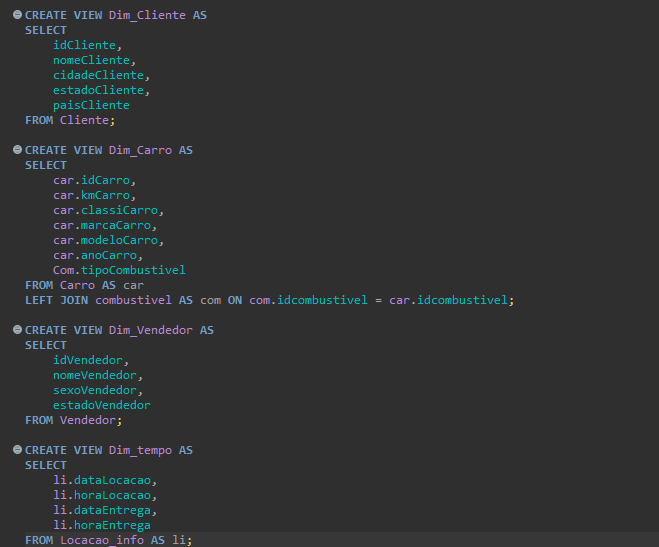 CREATE VIEW Dim_Cliente AS
SELECT
idCliente,
nomeCliente,
cidadeCliente,
estadoCliente,
paisCliente
FROM Cliente;
CREATE VIEW Dim_Carro AS
SELECT
car.idCarro,
car.kmCarro,
car.classiCarro,
car.marcaCarro,
car.modeloCarro,
car.anoCarro,
Com.tipoCombustivel
FROM Carro AS car
LEFT JOIN combustivel AS com ON com.idcombustivel = car.idcombustivel;
CREATE VIEW Dim_Vendedor AS
SELECT
idVendedor,
nomeVendedor,
sexoVendedor,
estadoVendedor
FROM Vendedor;
CREATE VIEW Dim_tempo AS
SELECT
li.dataLocacao,
li.horaLocacao,
li.dataEntrega,
li.horaEntrega
FROM Locacao_info AS li;